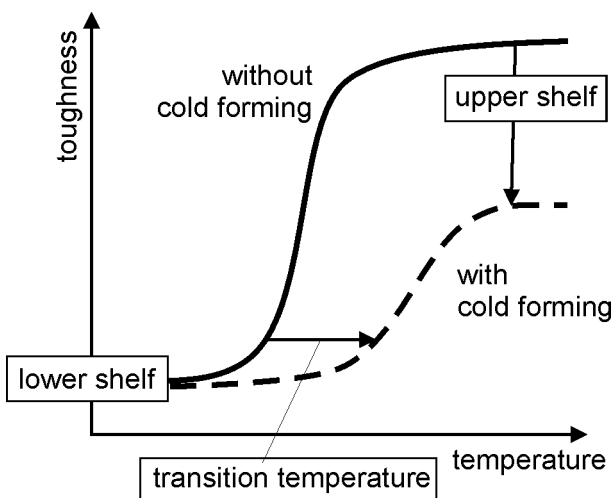 toughness
without
cold forming
upper shelf
with
cold forming
lower shelf
temperature
transition temperature